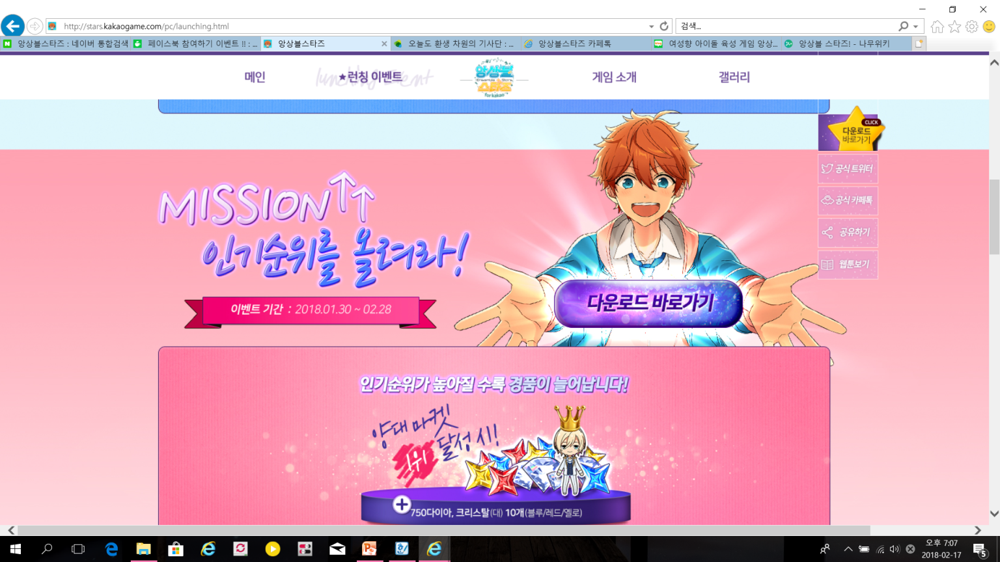 http://stars.kakaogame.com/pc/launching.html
검색...
앙상블스타즈 : 네이버 통합검색
페이스북 참여하기 이벤트 !! : ...
앙상블스타즈
오늘도 환생 차원의 기사단 : ...
앙상블스타즈 카페톡
여성향 아이돌 육성 게임 앙상...
앙상블 스타즈! - 나무위키
메인
★런칭 이벤트
앙상블
Ensemble Stars
스타즈
for kakao
게임 소개
갤러리
CLICK
다운로드
바로가기
공식 트위터
공식 카페톡
공유하기
웹툰보기
MISSION↑↑
인기순위를 올려라!
이벤트 기간 : 2018.01.30 ~ 02.28
다운로드 바로가기
인기순위가 높아질 수록 경품이 늘어납니다!
양대 마켓
1위 달성 시!
750다이아, 크리스탈(대) 10개(블루/레드/옐로)
오후 7:07
2018-02-17
5